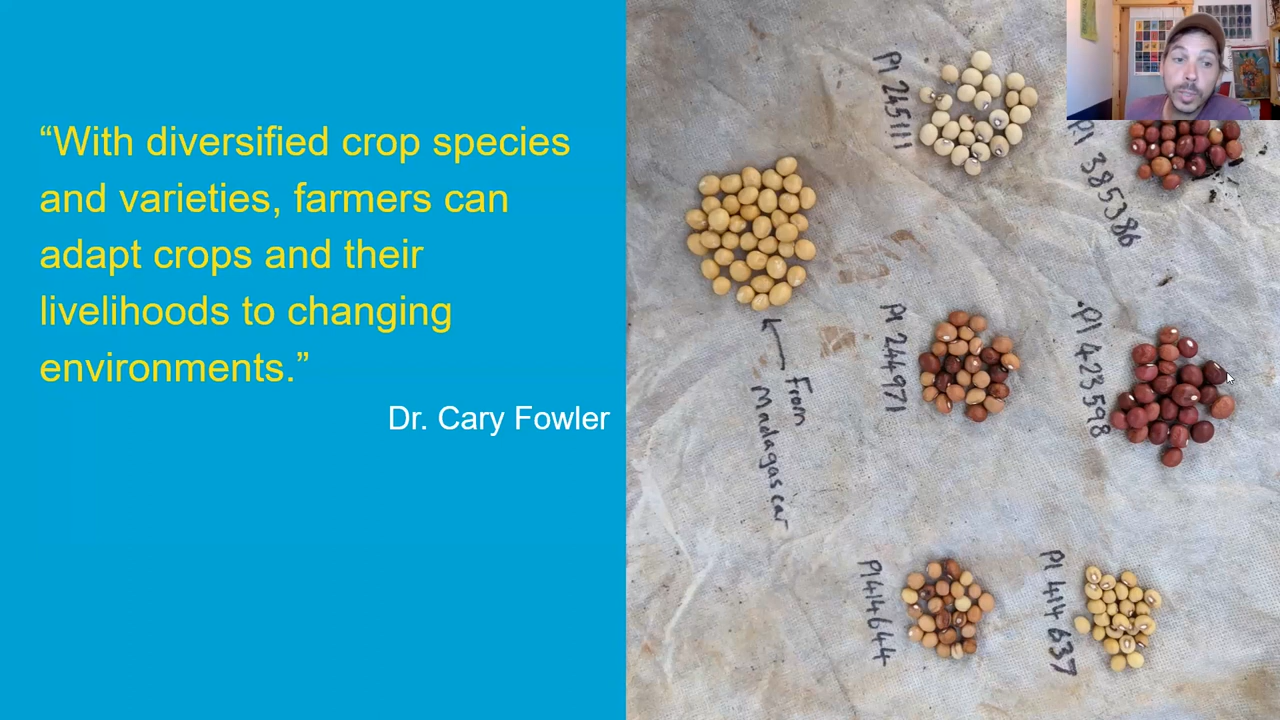 “With diversified crop species
and varieties, farmers can
adapt crops and their
livelihoods to changing
environments.”
Dr. Cary Fowler
PI 245111
PI 385386
PI 244971
PI 423598
From
Madagascar
PI 414644
PI 414637